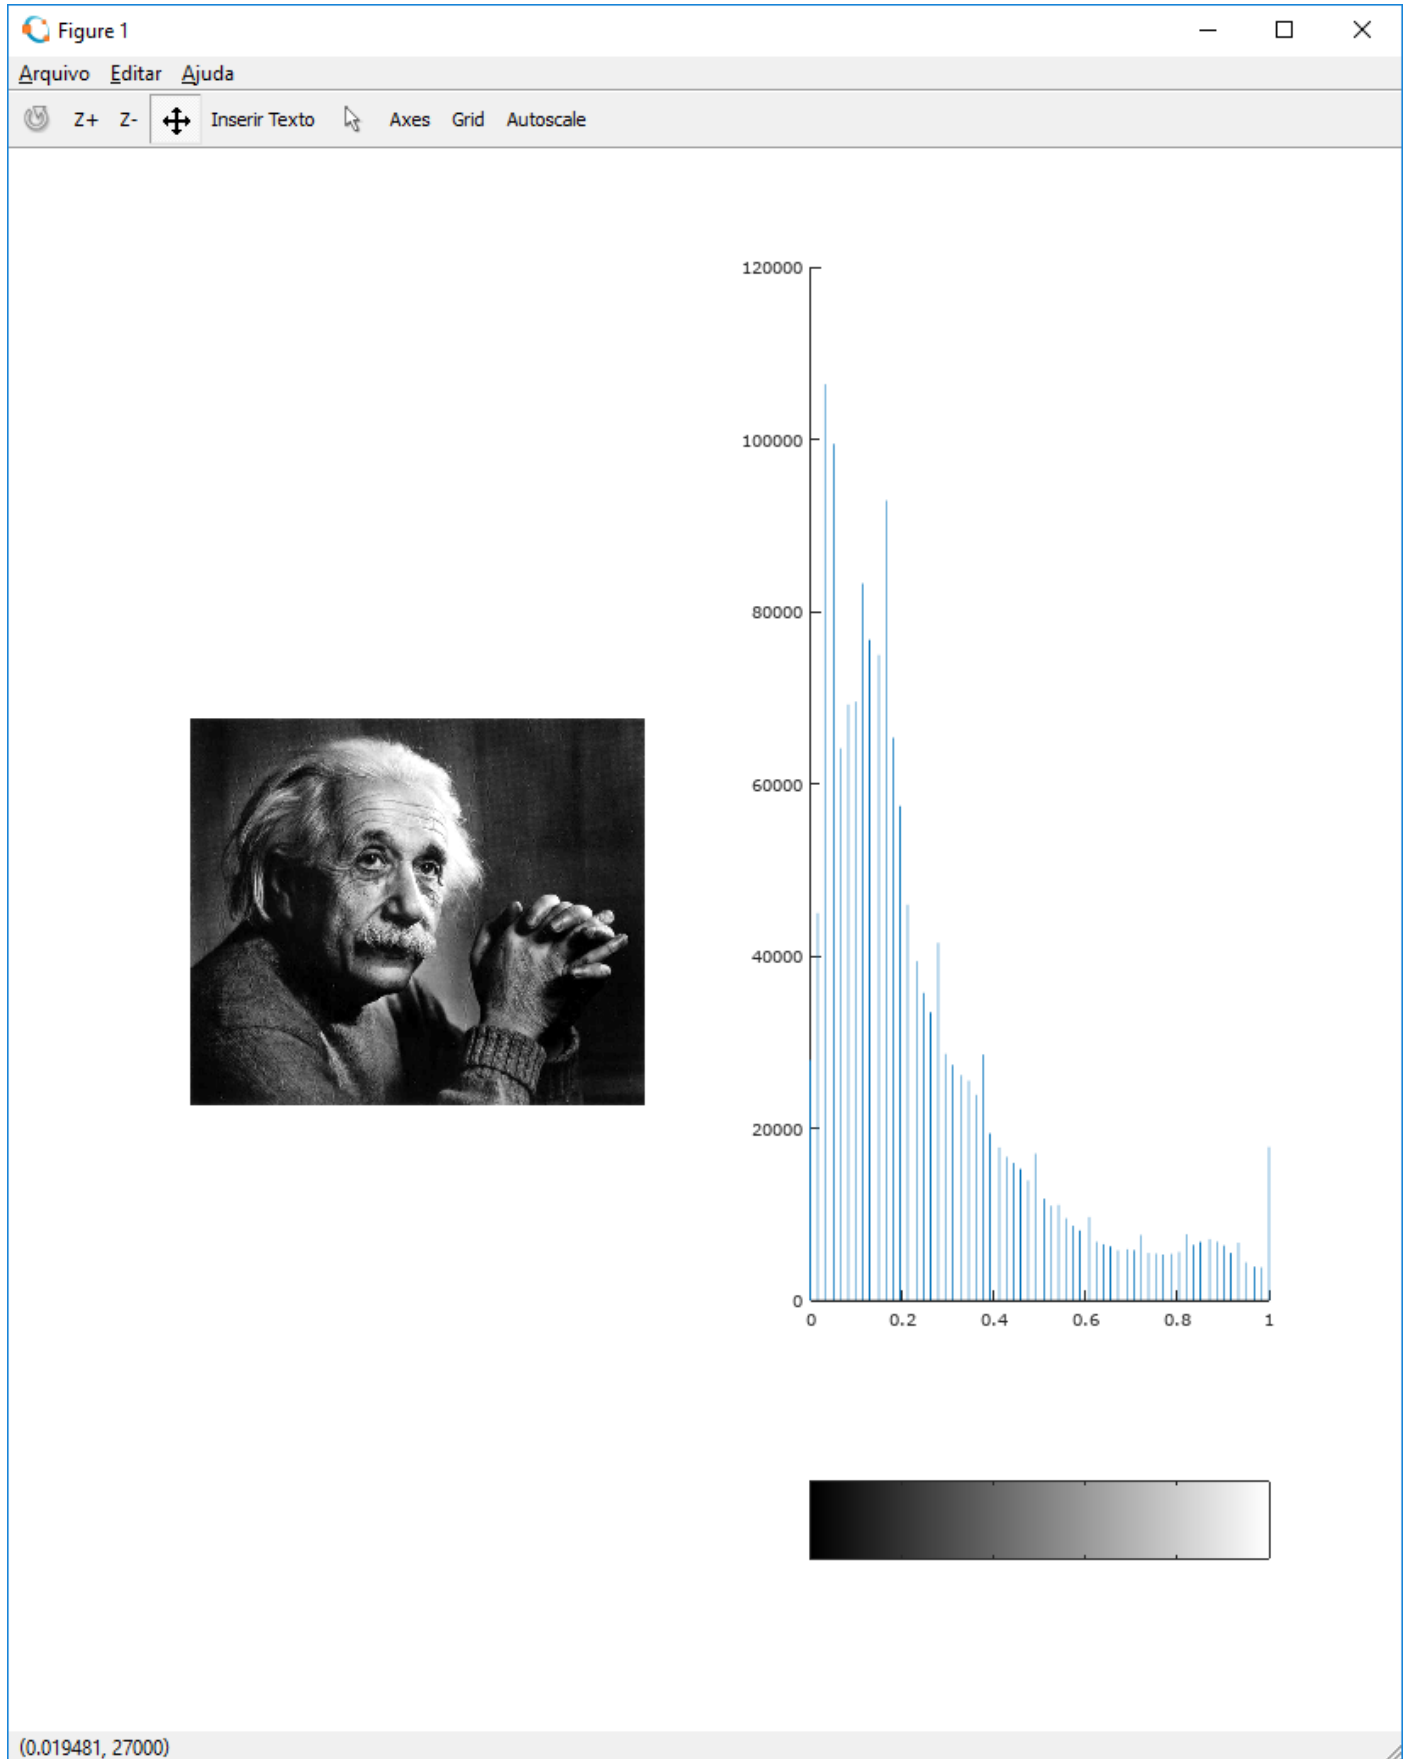 Figure 1
Arquivo Editar Ajuda
Z+ Z- Inserir Texto Axes Grid Autoscale
120000
100000
80000
60000
40000
20000
0
0 0.2 0.4 0.6 0.8 1
(0.019481, 27000)